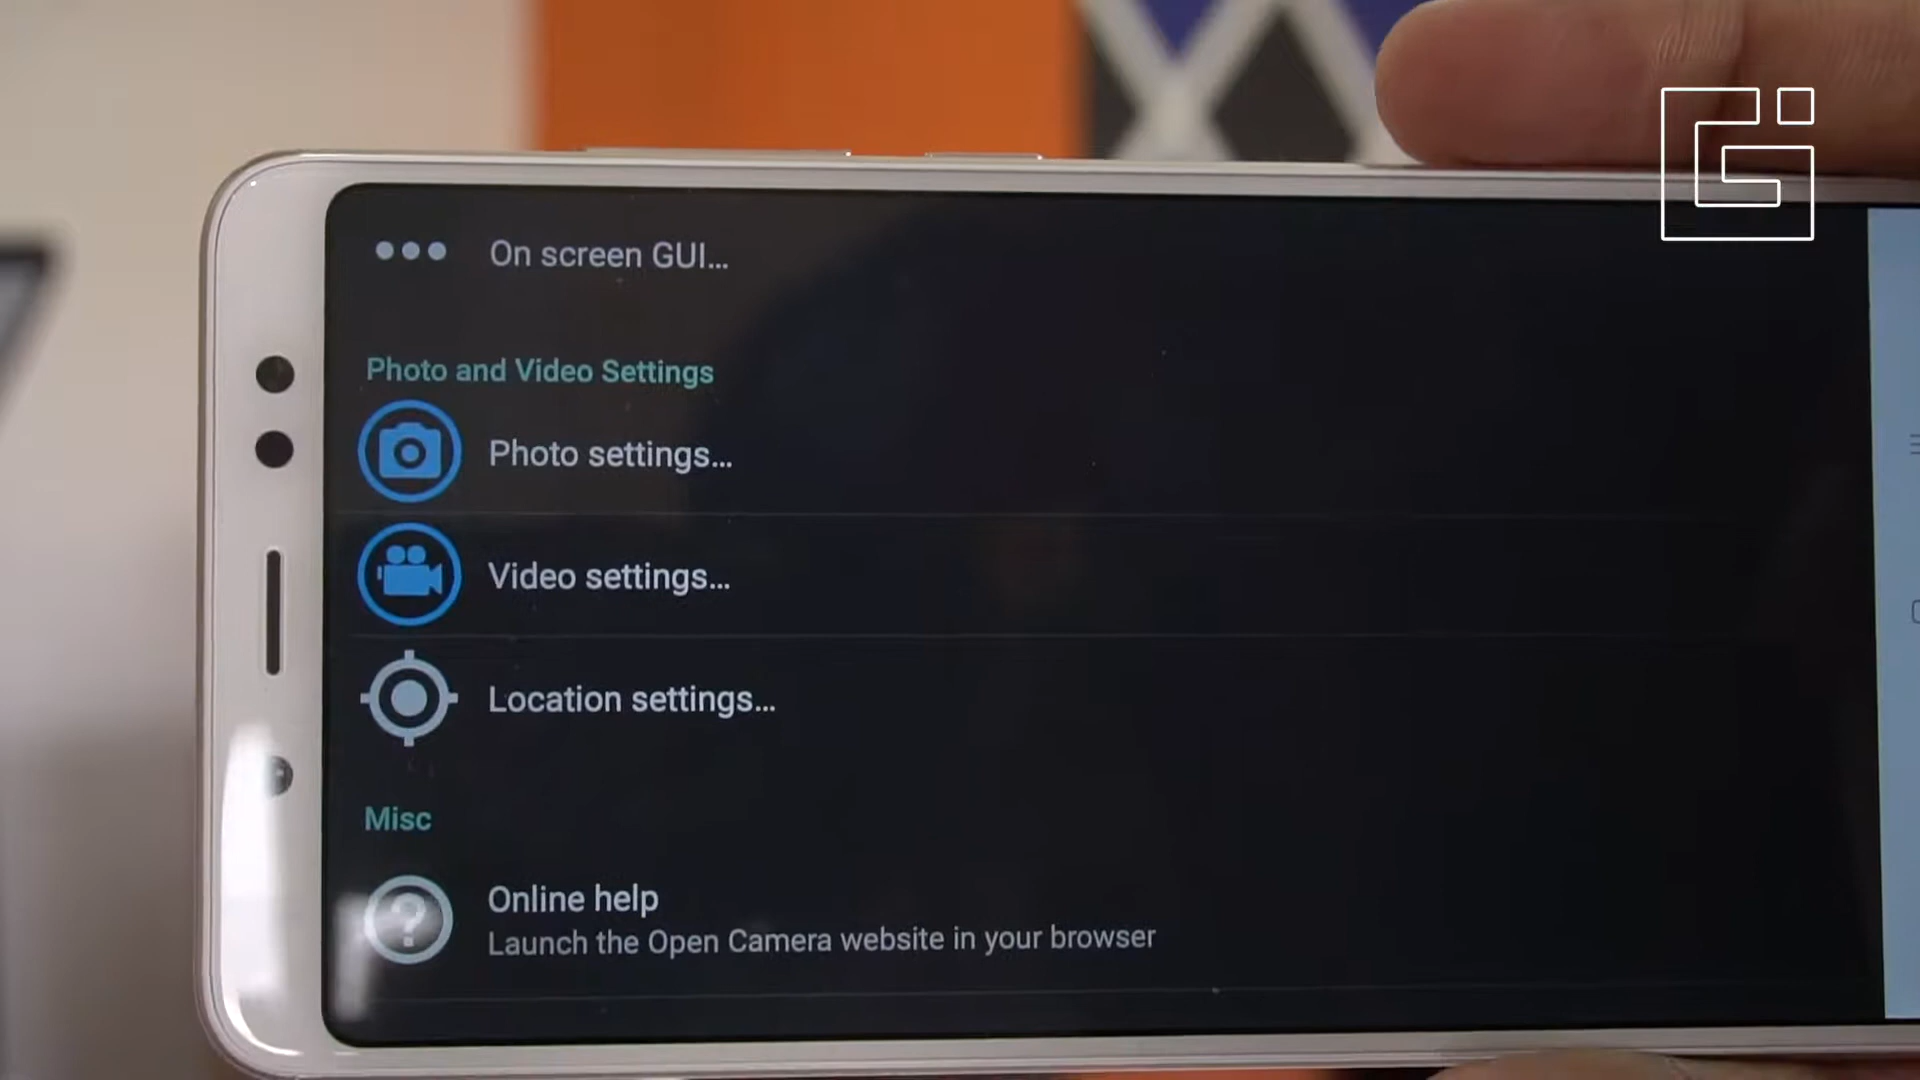 On screen GUI...
Photo and Video Settings
Photo settings...
Video settings...
Location settings...
Misc
Online help
Launch the Open Camera website in your browser